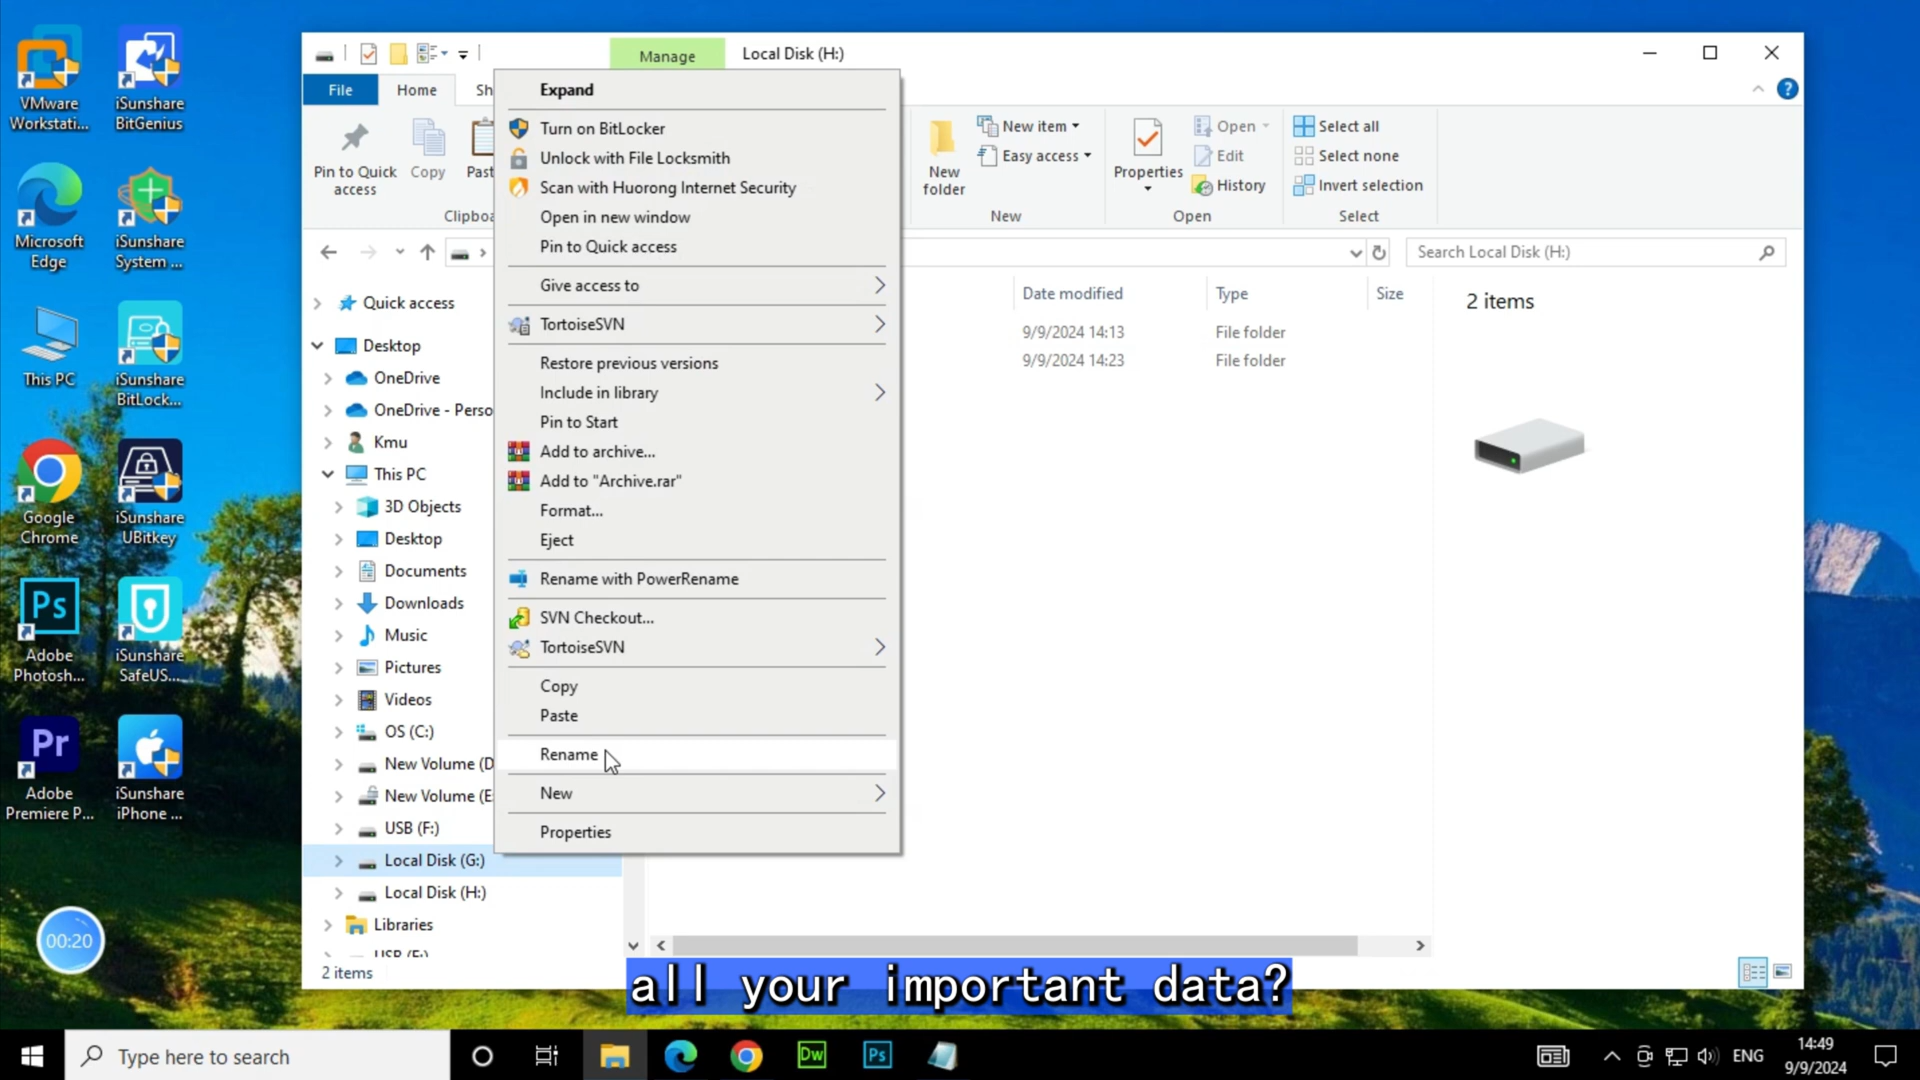 VMware
Workstati...
iSunshare
BitGenius
Microsoft
Edge
iSunshare
System ...
This PC
iSunshare
BitLock...
Google
Chrome
iSunshare
UBitkey
Ps
Adobe
Photosh...
iSunshare
SafeUS...
Pr
Adobe
Premiere P...
iSunshare
iPhone ...
00:20
Manage
Local Disk (H:)
File
Home
Sh
Pin to Quick
access
Copy
Past
Clipboa
New
folder
New item
Easy access
New
Properties
Open
Edit
History
Open
Select all
Select none
Invert selection
Select
Search Local Disk (H:)
Quick access
Desktop
OneDrive
OneDrive - Perso
Kmu
This PC
3D Objects
Desktop
Documents
Downloads
Music
Pictures
Videos
OS (C:)
New Volume (D
New Volume (E
USB (F:)
Local Disk (G:)
Local Disk (H:)
Libraries
USB (F:)
2 items
Expand
Turn on BitLocker
Unlock with File Locksmith
Scan with Huorong Internet Security
Open in new window
Pin to Quick access
Give access to
TortoiseSVN
Restore previous versions
Include in library
Pin to Start
Add to archive...
Add to "Archive.rar"
Format...
Eject
Rename with PowerRename
SVN Checkout...
TortoiseSVN
Copy
Paste
Rename
New
Properties
Date modified
Type
Size
9/9/2024 14:13
File folder
9/9/2024 14:23
File folder
2 items
all your important data?
Type here to search
Dw
Ps
ENG
14:49
9/9/2024